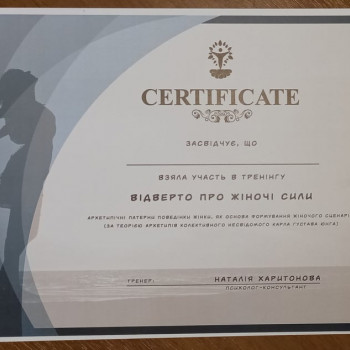 CERTIFICATE
ЗАСВІДЧУЄ, ЩО
ВЗЯЛА УЧАСТЬ В ТРЕНІНГУ
ВІДВЕРТО ПРО ЖІНОЧІ СИЛИ
АРХЕТИПІЧНІ ПАТЕРНИ ПОВЕДІНКИ ЖІНКИ, ЯК ОСНОВА ФОРМУВАННЯ ЖІНОЧОГО СЦЕНАРІ
(ЗА ТЕОРІЄЮ АРХЕТИПІВ КОЛЕКТИВНОГО НЕСВІДОМОГО КАРЛА ГУСТАВА ЮНГА)
ТРЕНЕР: НАТАЛІЯ ХАРИТОНОВА
ПСИХОЛОГ-КОНСУЛЬТАНТ